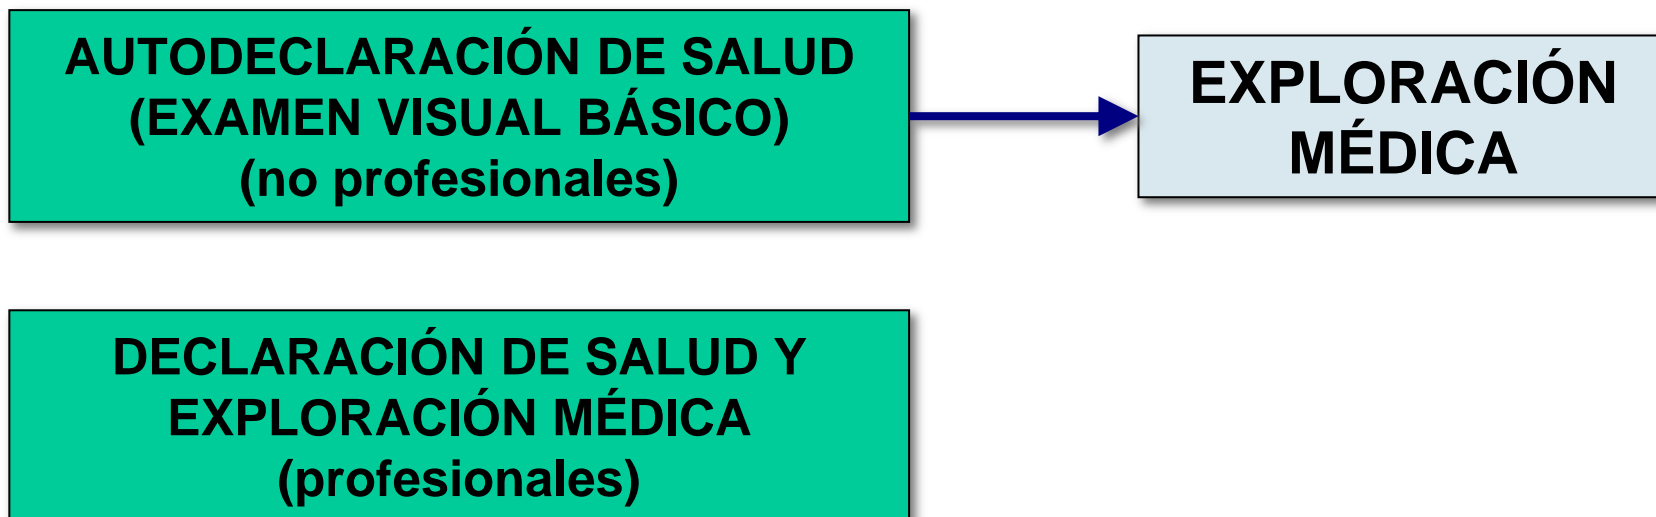 AUTODECLARACIÓN DE SALUD
(EXAMEN VISUAL BÁSICO)
(no profesionales)
EXPLORACIÓN
MÉDICA
DECLARACIÓN DE SALUD Y
EXPLORACIÓN MÉDICA
(profesionales)